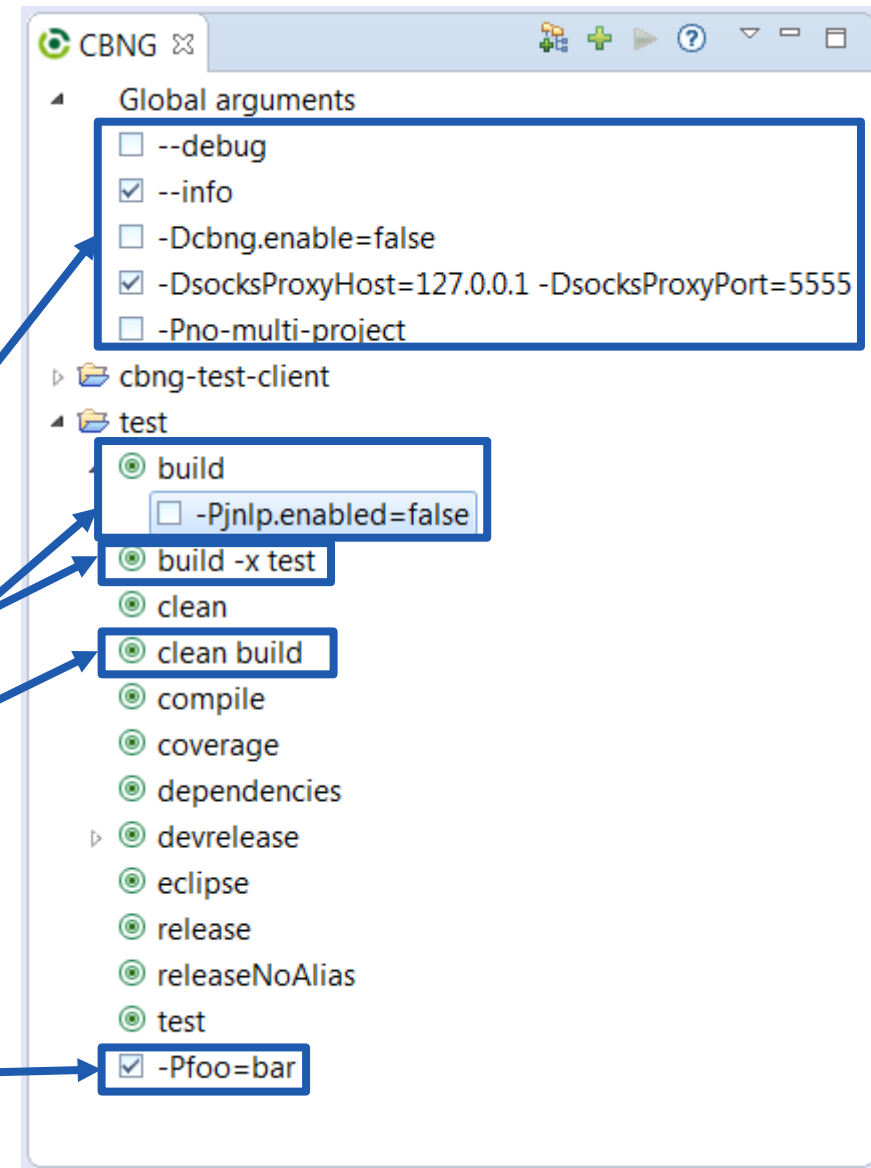 CBNG
Global arguments
--debug
--info
-Dcbng.enable=false
-DsocksProxyHost=127.0.0.1 -DsocksProxyPort=5555
-Pno-multi-project
cbng-test-client
test
build
-Pjnlp.enabled=false
build -x test
clean
clean build
compile
coverage
dependencies
devrelease
eclipse
release
releaseNoAlias
test
-Pfoo=bar